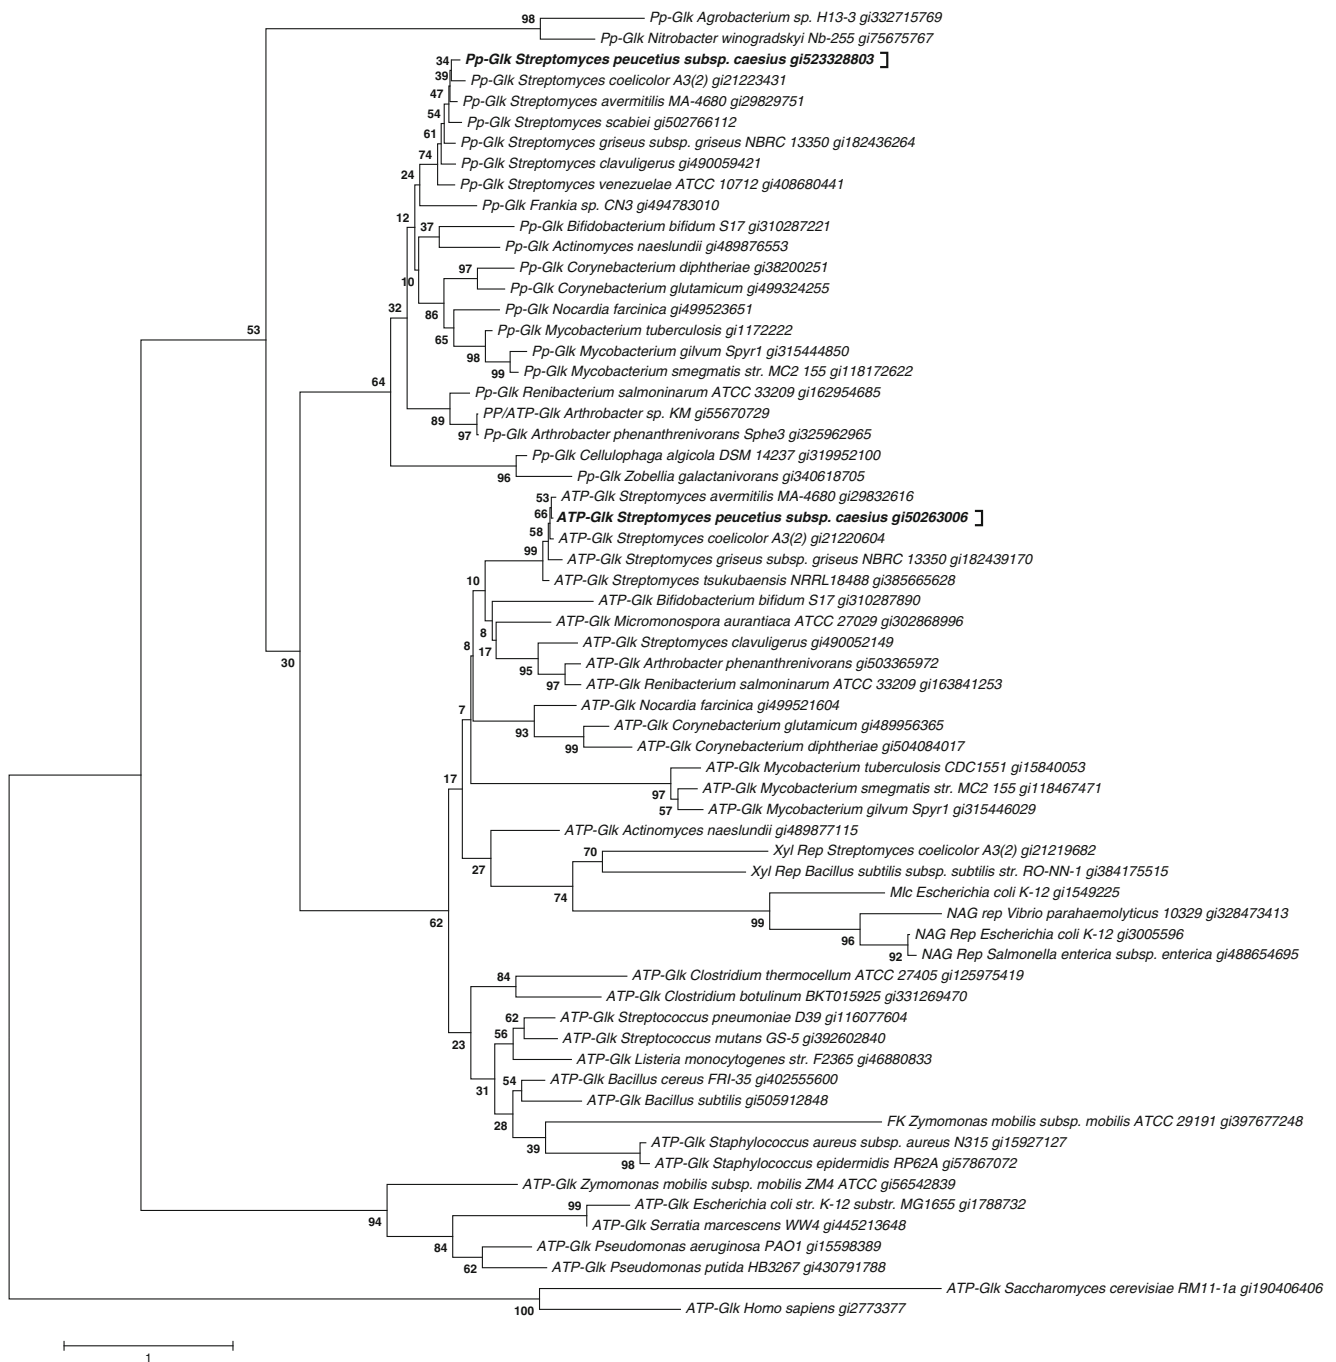 98
Pp-Glk Agrobacterium sp. H13-3 gi332715769
Pp-Glk Nitrobacter winogradskyi Nb-255 gi75675767
34 Pp-Glk Streptomyces peucetius subsp. caesius gi523328803
39 Pp-Glk Streptomyces coelicolor A3(2) gi21223431
47 Pp-Glk Streptomyces avermitilis MA-4680 gi29829751
54 Pp-Glk Streptomyces scabiei gi502766112
61 Pp-Glk Streptomyces griseus subsp. griseus NBRC 13350 gi182436264
74 Pp-Glk Streptomyces clavuligerus gi490059421
24 Pp-Glk Streptomyces venezuelae ATCC 10712 gi408680441
Pp-Glk Frankia sp. CN3 gi494783010
12
37 Pp-Glk Bifidobacterium bifidum S17 gi310287221
Pp-Glk Actinomyces naeslundii gi489876553
97 Pp-Glk Corynebacterium diphtheriae gi38200251
10
Pp-Glk Corynebacterium glutamicum gi499324255
32 86 Pp-Glk Nocardia farcinica gi499523651
53 65 Pp-Glk Mycobacterium tuberculosis gi1172222
98 Pp-Glk Mycobacterium gilvum Spyr1 gi315444850
99 Pp-Glk Mycobacterium smegmatis str. MC2 155 gi118172622
64
Pp-Glk Renibacterium salmoninarum ATCC 33209 gi162954685
89 PP/ATP-Glk Arthrobacter sp. KM gi55670729
97 Pp-Glk Arthrobacter phenanthrenivorans Sphe3 gi325962965
Pp-Glk Cellulophaga algicola DSM 14237 gi319952100
96 Pp-Glk Zobellia galactanivorans gi340618705
53 ATP-Glk Streptomyces avermitilis MA-4680 gi29832616
66 ATP-Glk Streptomyces peucetius subsp. caesius gi50263006
58 ATP-Glk Streptomyces coelicolor A3(2) gi21220604
99 ATP-Glk Streptomyces griseus subsp. griseus NBRC 13350 gi182439170
10 ATP-Glk Streptomyces tsukubaensis NRRL18488 gi385665628
ATP-Glk Bifidobacterium bifidum S17 gi310287890
8 ATP-Glk Micromonospora aurantiaca ATCC 27029 gi302868996
8 17 ATP-Glk Streptomyces clavuligerus gi490052149
30 95 ATP-Glk Arthrobacter phenanthrenivorans gi503365972
97 ATP-Glk Renibacterium salmoninarum ATCC 33209 gi163841253
7 ATP-Glk Nocardia farcinica gi499521604
93 ATP-Glk Corynebacterium glutamicum gi489956365
99 ATP-Glk Corynebacterium diphtheriae gi504084017
17 ATP-Glk Mycobacterium tuberculosis CDC1551 gi15840053
97 ATP-Glk Mycobacterium smegmatis str. MC2 155 gi118467471
57 ATP-Glk Mycobacterium gilvum Spyr1 gi315446029
ATP-Glk Actinomyces naeslundii gi489877115
70 Xyl Rep Streptomyces coelicolor A3(2) gi21219682
27 Xyl Rep Bacillus subtilis subsp. subtilis str. RO-NN-1 gi384175515
74 Mlc Escherichia coli K-12 gi1549225
62 99 NAG rep Vibrio parahaemolyticus 10329 gi328473413
96 NAG Rep Escherichia coli K-12 gi3005596
92 NAG Rep Salmonella enterica subsp. enterica gi488654695
84 ATP-Glk Clostridium thermocellum ATCC 27405 gi125975419
ATP-Glk Clostridium botulinum BKT015925 gi331269470
62 ATP-Glk Streptococcus pneumoniae D39 gi116077604
56 ATP-Glk Streptococcus mutans GS-5 gi392602840
23 ATP-Glk Listeria monocytogenes str. F2365 gi46880833
31 54 ATP-Glk Bacillus cereus FRI-35 gi402555600
ATP-Glk Bacillus subtilis gi505912848
28 FK Zymomonas mobilis subsp. mobilis ATCC 29191 gi397677248
39 ATP-Glk Staphylococcus aureus subsp. aureus N315 gi15927127
98 ATP-Glk Staphylococcus epidermidis RP62A gi57867072
ATP-Glk Zymomonas mobilis subsp. mobilis ZM4 ATCC gi56542839
99 ATP-Glk Escherichia coli str. K-12 substr. MG1655 gi1788732
94 ATP-Glk Serratia marcescens WW4 gi445213648
84 ATP-Glk Pseudomonas aeruginosa PAO1 gi15598389
62 ATP-Glk Pseudomonas putida HB3267 gi430791788
ATP-Glk Saccharomyces cerevisiae RM11-1a gi190406406
100 ATP-Glk Homo sapiens gi2773377
1